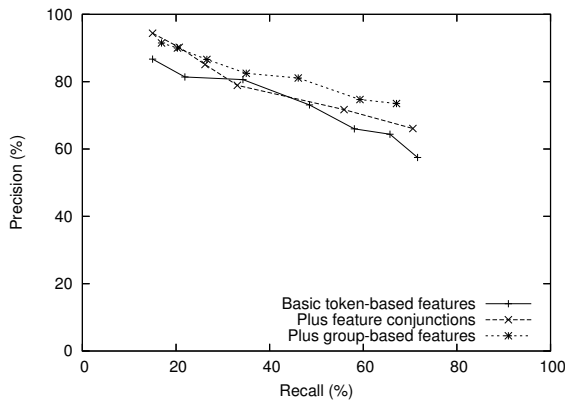 100
80
60
40
20
0
0 20 40 60 80 100
Precision (%)
Recall (%)
Basic token-based features
Plus feature conjunctions
Plus group-based features